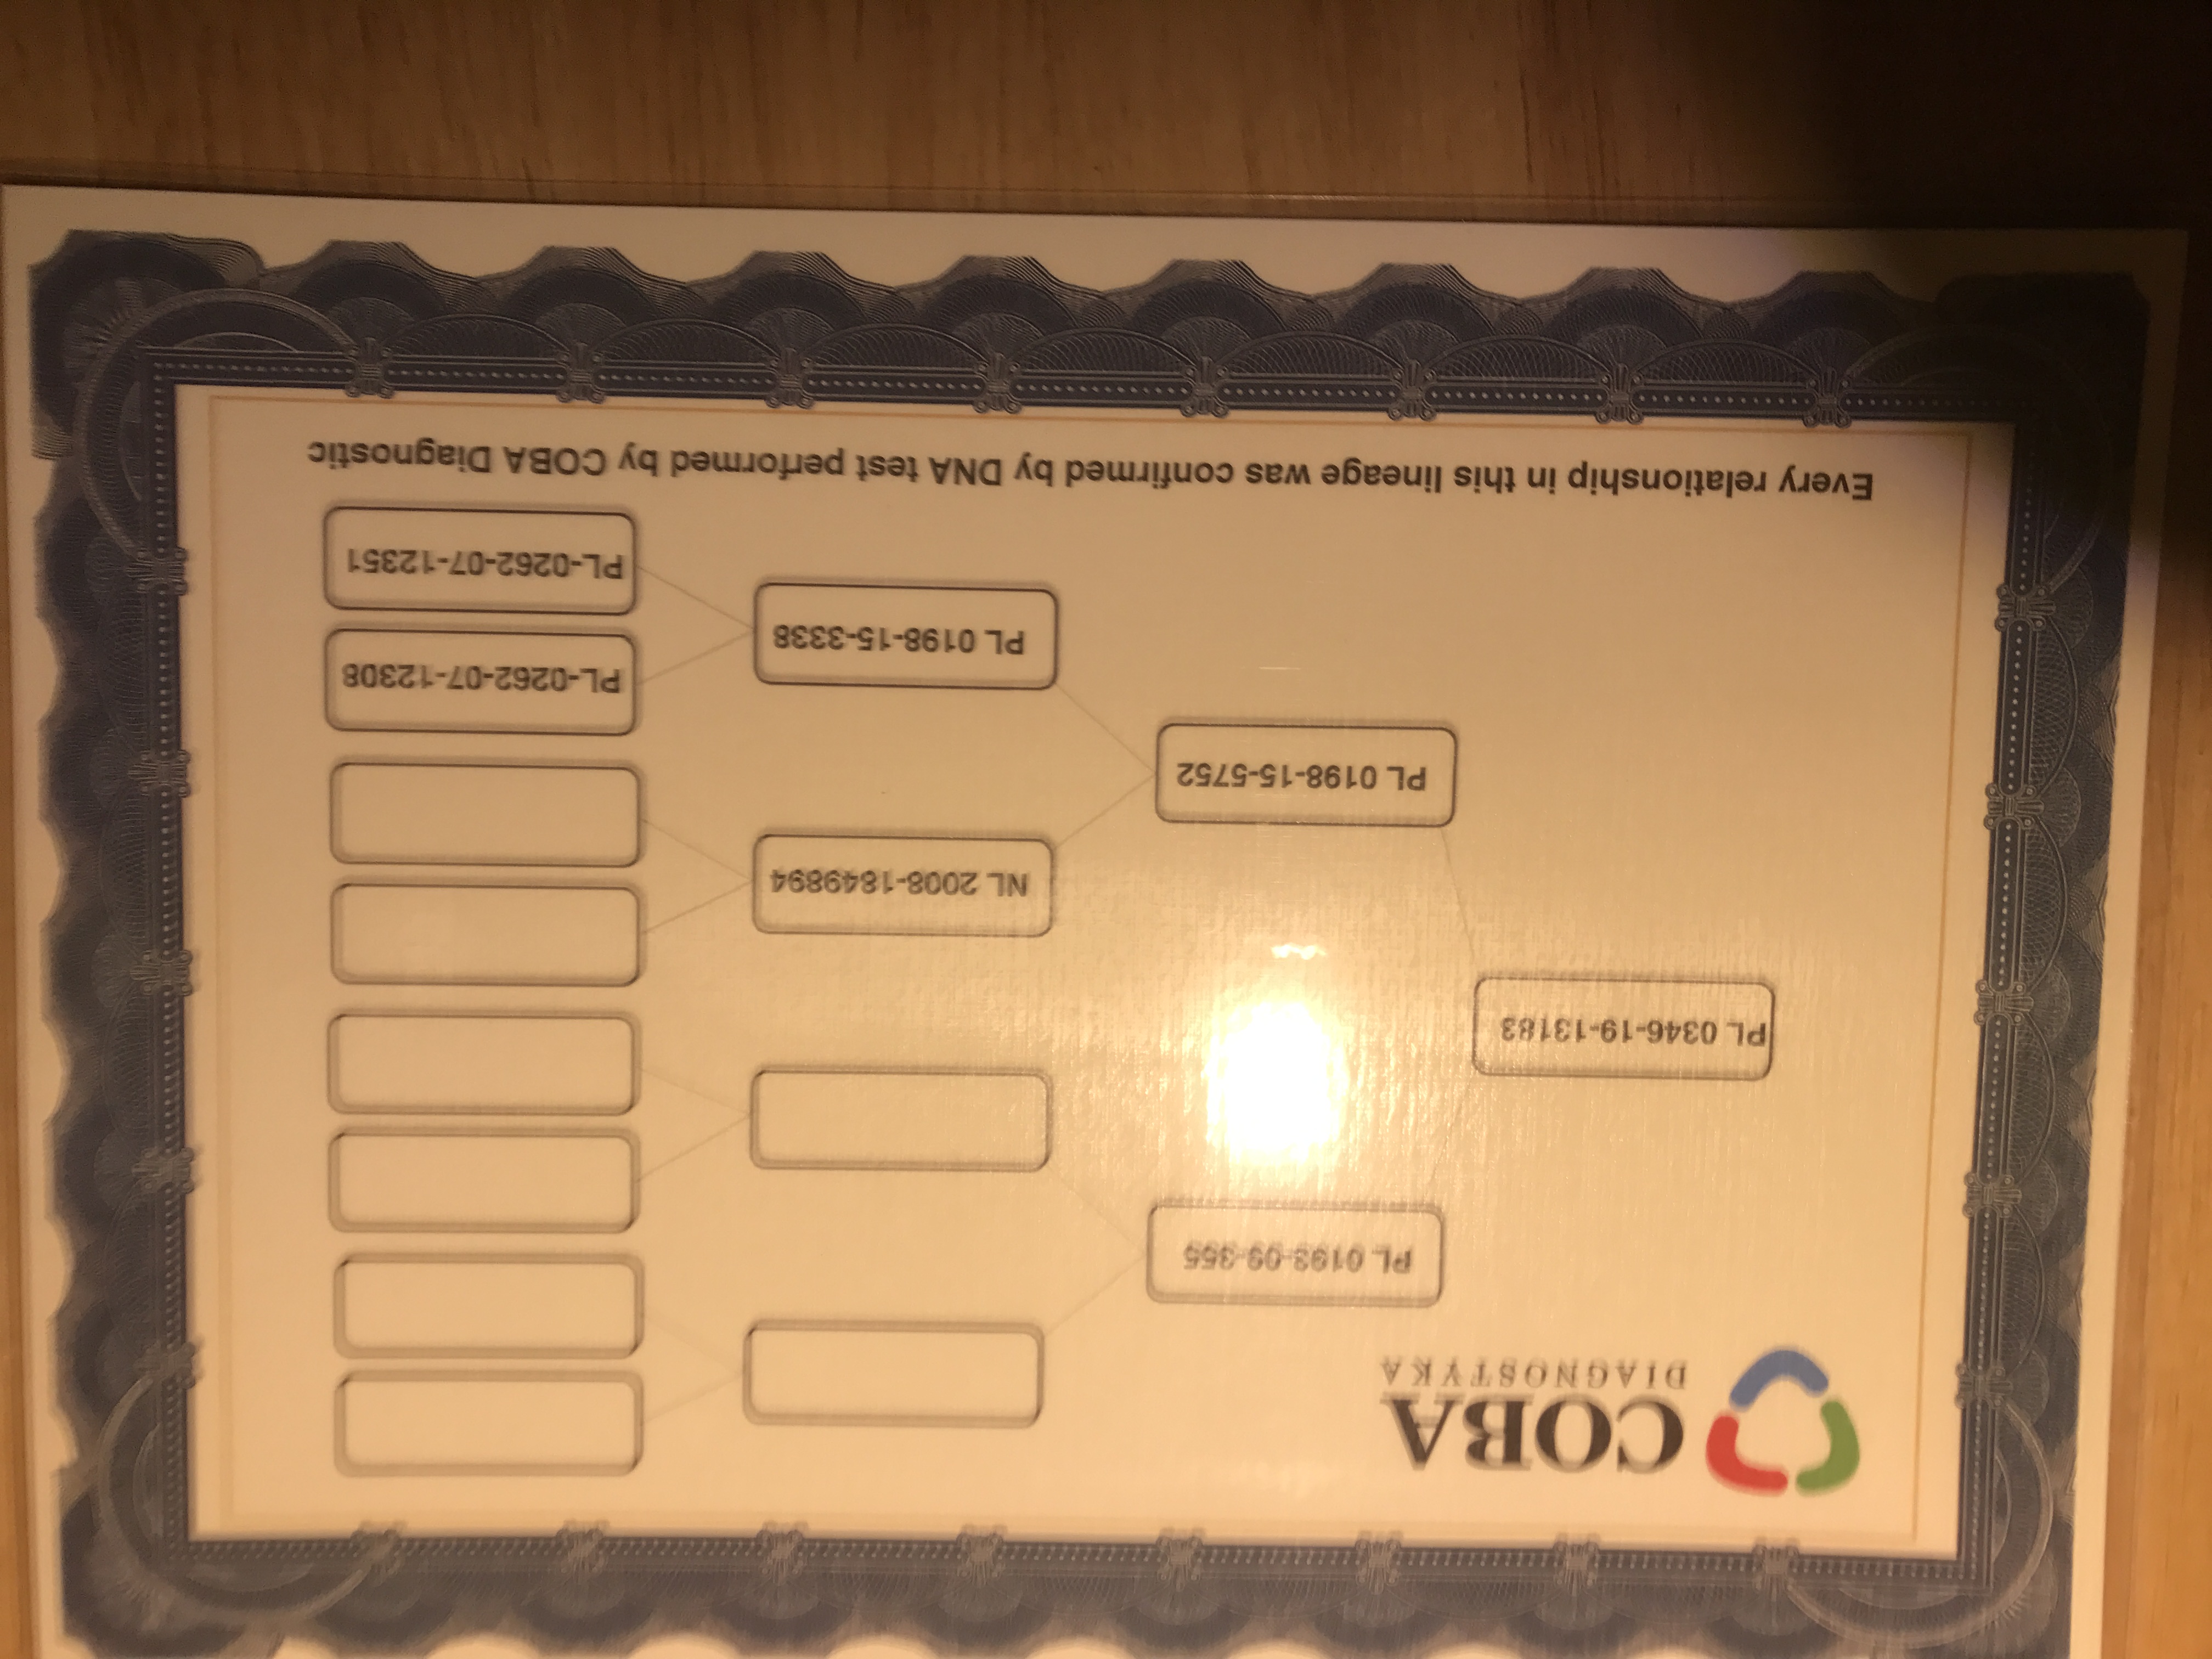 COBA
DIAGNOSTYKA
PL 0193-09-355
PL 0346-19-13183
NL 2008-1849894
PL 0198-15-5752
PL-0262-07-12308
PL 0198-15-3338
PL-0262-07-12351
Every relationship in this lineage was confirmed by DNA test performed by COBA Diagnostic